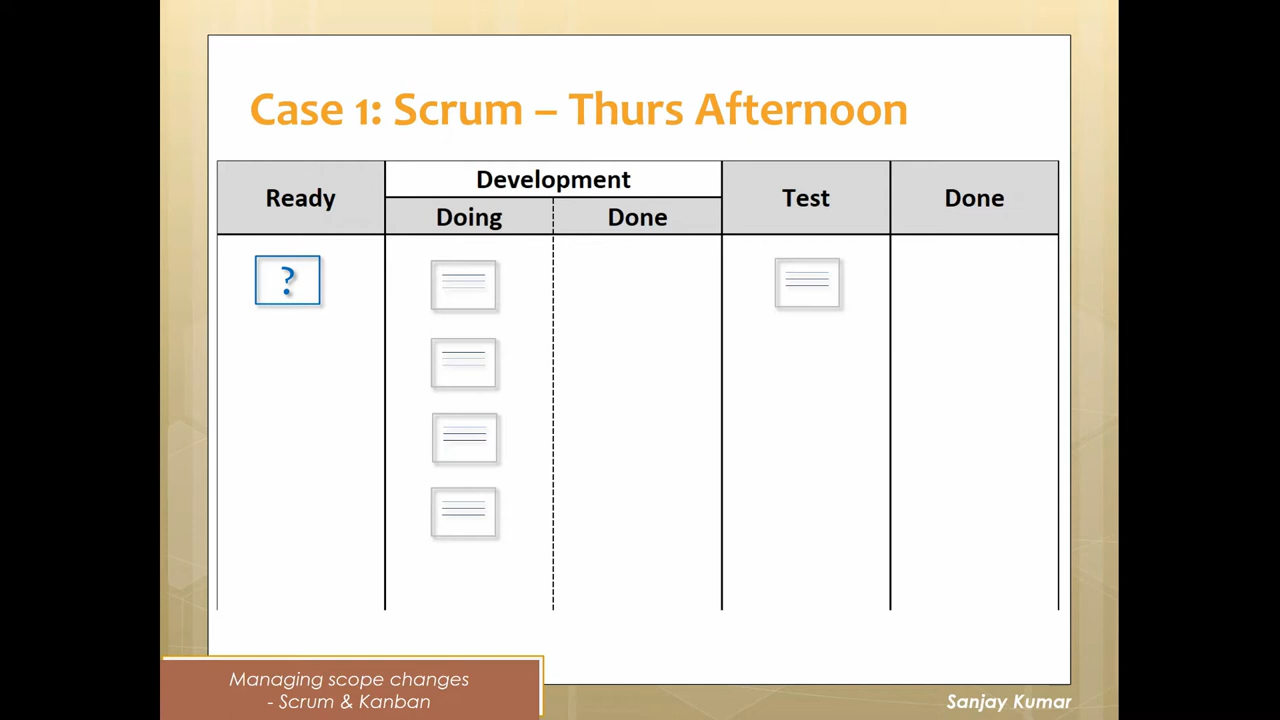 Case 1: Scrum – Thurs Afternoon
Ready
Development
Doing
Done
Test
Done
?
Managing scope changes
- Scrum & Kanban
Sanjay Kumar